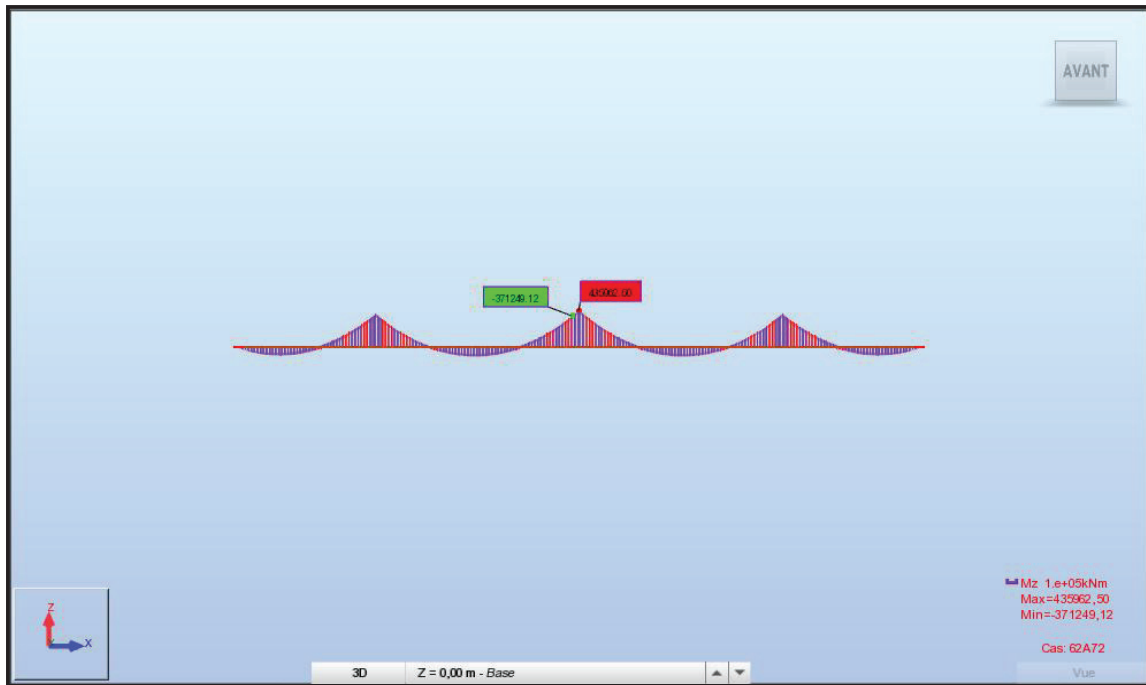 AVANT
-371249.12
435962.50
Mz 1.e+05kNm
Max=435962,50
Min=-371249,12
Cas: 62A72
Z
X
3D Z = 0,00 m - Base
Vue